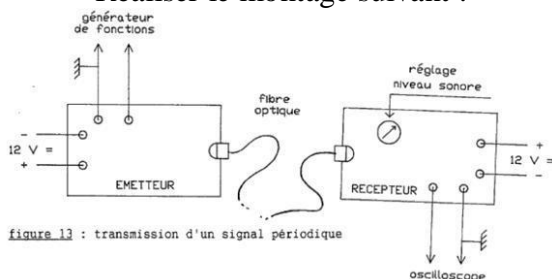 Réaliser le montage suivant :
générateur
de fonctions
réglage
niveau sonore
fibre
optique
12 V =
-
+
EMETTEUR
+
12 V =
-
RECEPTEUR
figure 13 : transmission d'un signal périodique
oscilloscope